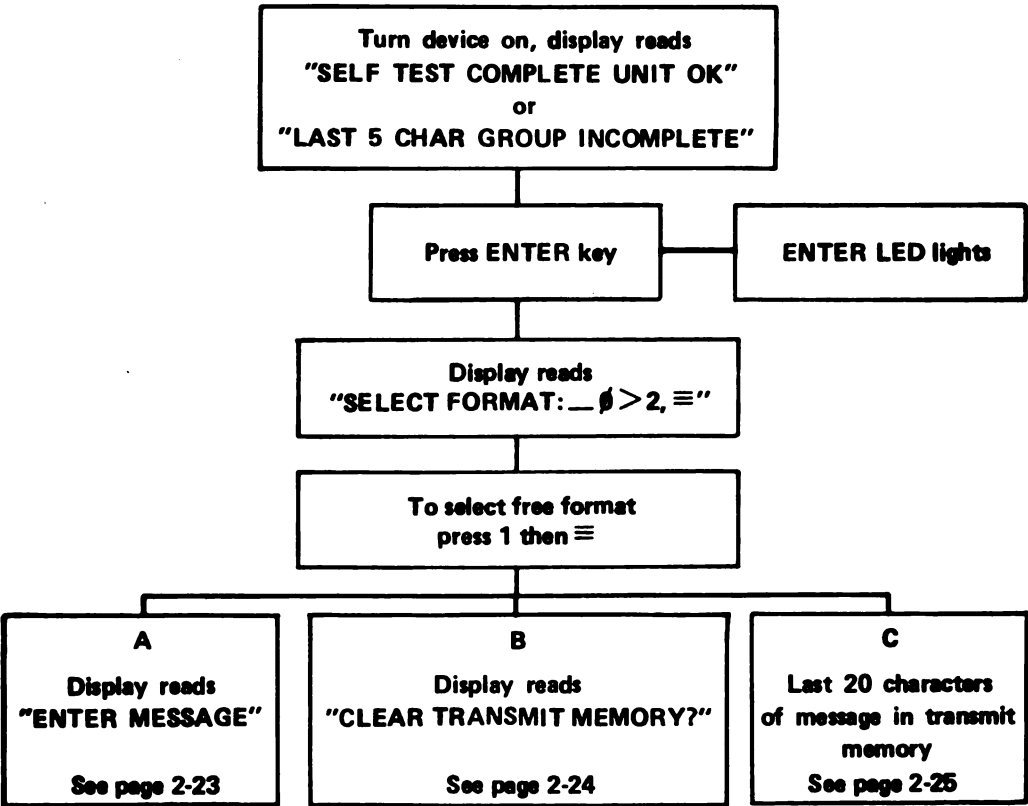 Turn device on, display reads
"SELF TEST COMPLETE UNIT OK"
or
"LAST 5 CHAR GROUP INCOMPLETE"
Press ENTER key
ENTER LED lights
Display reads
"SELECT FORMAT: _ Ø > 2, ≡"
To select free format
press 1 then ≡
A
Display reads
"ENTER MESSAGE"
See page 2-23
B
Display reads
"CLEAR TRANSMIT MEMORY?"
See page 2-24
C
Last 20 characters
of message in transmit
memory
See page 2-25